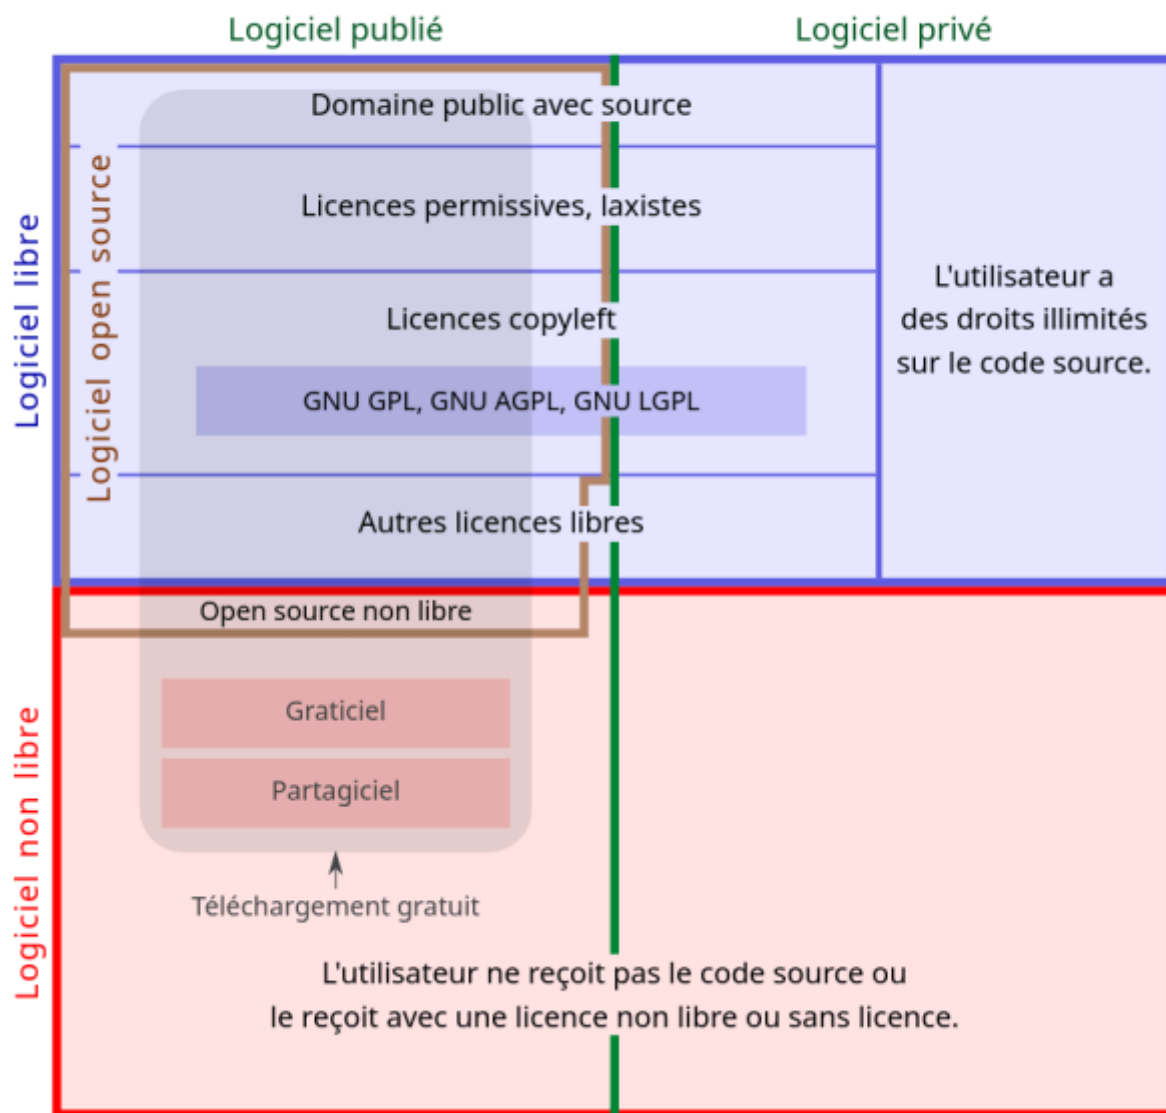 Logiciel publié
Logiciel privé
Logiciel libre
Logiciel open source
Domaine public avec source
Licences permissives, laxistes
Licences copyleft
GNU GPL, GNU AGPL, GNU LGPL
Autres licences libres
L'utilisateur a
des droits illimités
sur le code source.
Logiciel non libre
Open source non libre
Graticiel
Partagiciel
Téléchargement gratuit
L'utilisateur ne reçoit pas le code source ou
le reçoit avec une licence non libre ou sans licence.